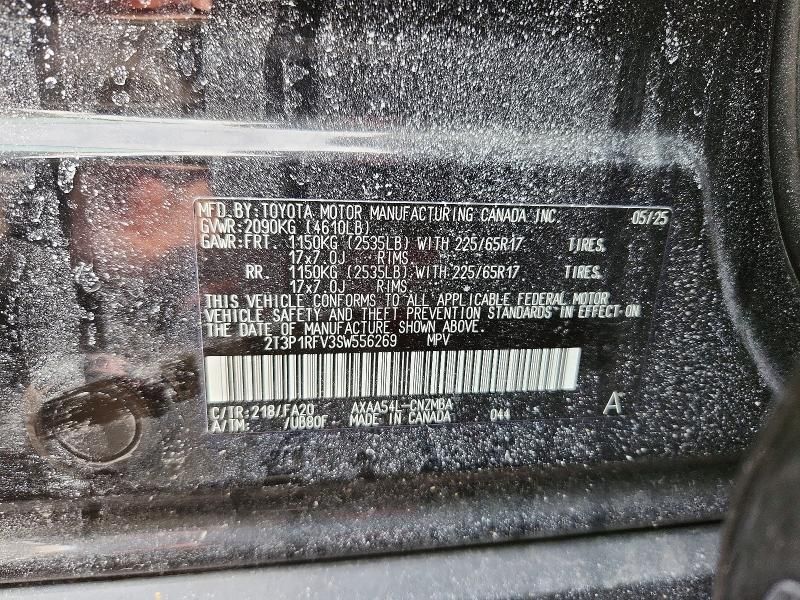 MFD.BY:TOYOTA MOTOR MANUFACTURING CANADA INC. 05/25
GVWR:2090KG (4610LB)
GAWR:FRT. 1150KG (2535LB) WITH 225/65R17 TIRES,
17x7.0J RIMS,
RR. 1150KG (2535LB) WITH 225/65R17 TIRES,
17x7.0J RIMS,
THIS VEHICLE CONFORMS TO ALL APPLICABLE FEDERAL MOTOR
VEHICLE SAFETY AND THEFT PREVENTION STANDARDS IN EFFECT ON
THE DATE OF MANUFACTURE SHOWN ABOVE.
2T3P1RFV3SW556269 MPV
C/TR:218/FA20 AXAA54L-CNZMBA 044 A
A/TM: /UB80F MADE IN CANADA